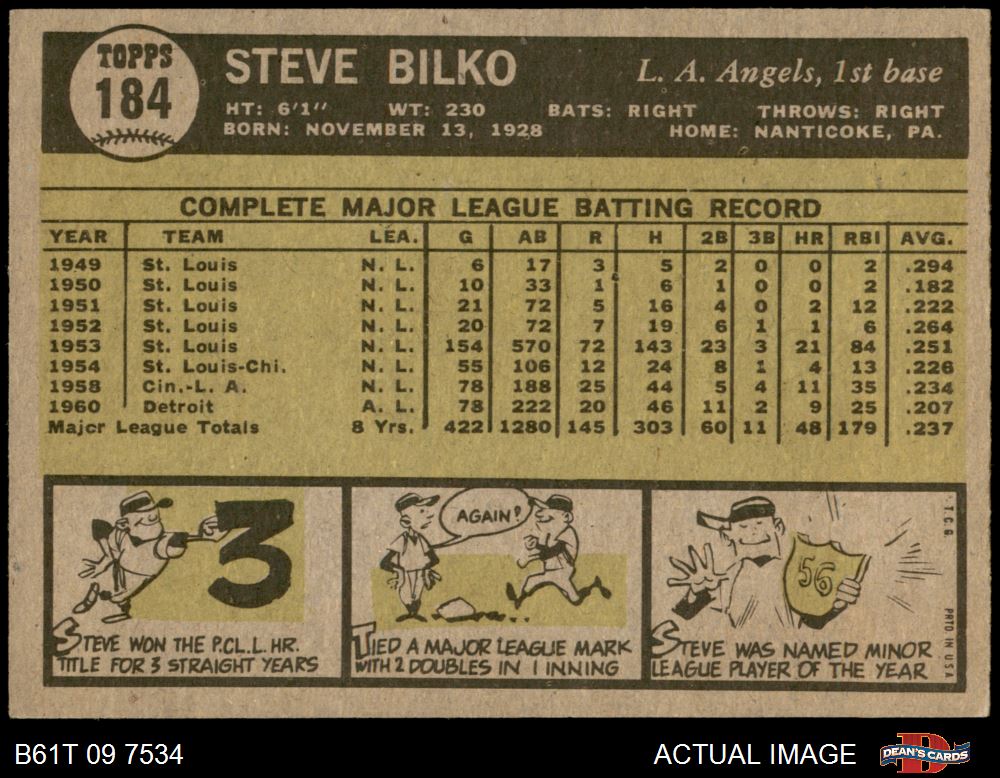 TOPPS
184
STEVE BILKO
L. A. Angels, 1st base
HT: 6'1" WT: 230 BATS: RIGHT THROWS: RIGHT
BORN: NOVEMBER 13, 1928 HOME: NANTICOKE, PA.
COMPLETE MAJOR LEAGUE BATTING RECORD
YEAR TEAM LEA. G AB R H 2B 3B HR RBI AVG.
1949 St. Louis N. L. 6 17 3 5 2 0 0 2 .294
1950 St. Louis N. L. 10 33 1 6 1 0 0 2 .182
1951 St. Louis N. L. 21 72 5 16 4 0 2 12 .222
1952 St. Louis N. L. 20 72 7 19 6 1 1 6 .264
1953 St. Louis N. L. 154 570 72 143 23 3 21 84 .251
1954 St. Louis-Chi. N. L. 55 106 12 24 8 1 4 13 .226
1958 Cin.-L. A. N. L. 78 188 25 44 5 4 11 35 .234
1960 Detroit A. L. 78 222 20 46 11 2 9 25 .207
Major League Totals 8 Yrs. 422 1280 145 303 60 11 48 179 .237
3
STEVE WON THE P.CL.L. HR.
TITLE FOR 3 STRAIGHT YEARS
AGAIN?
TIED A MAJOR LEAGUE MARK
WITH 2 DOUBLES IN 1 INNING
56
STEVE WAS NAMED MINOR
LEAGUE PLAYER OF THE YEAR
T.C.G.
PRTD. IN U.S.A.
B61T 09 7534
ACTUAL IMAGE
DEAN'S CARDS